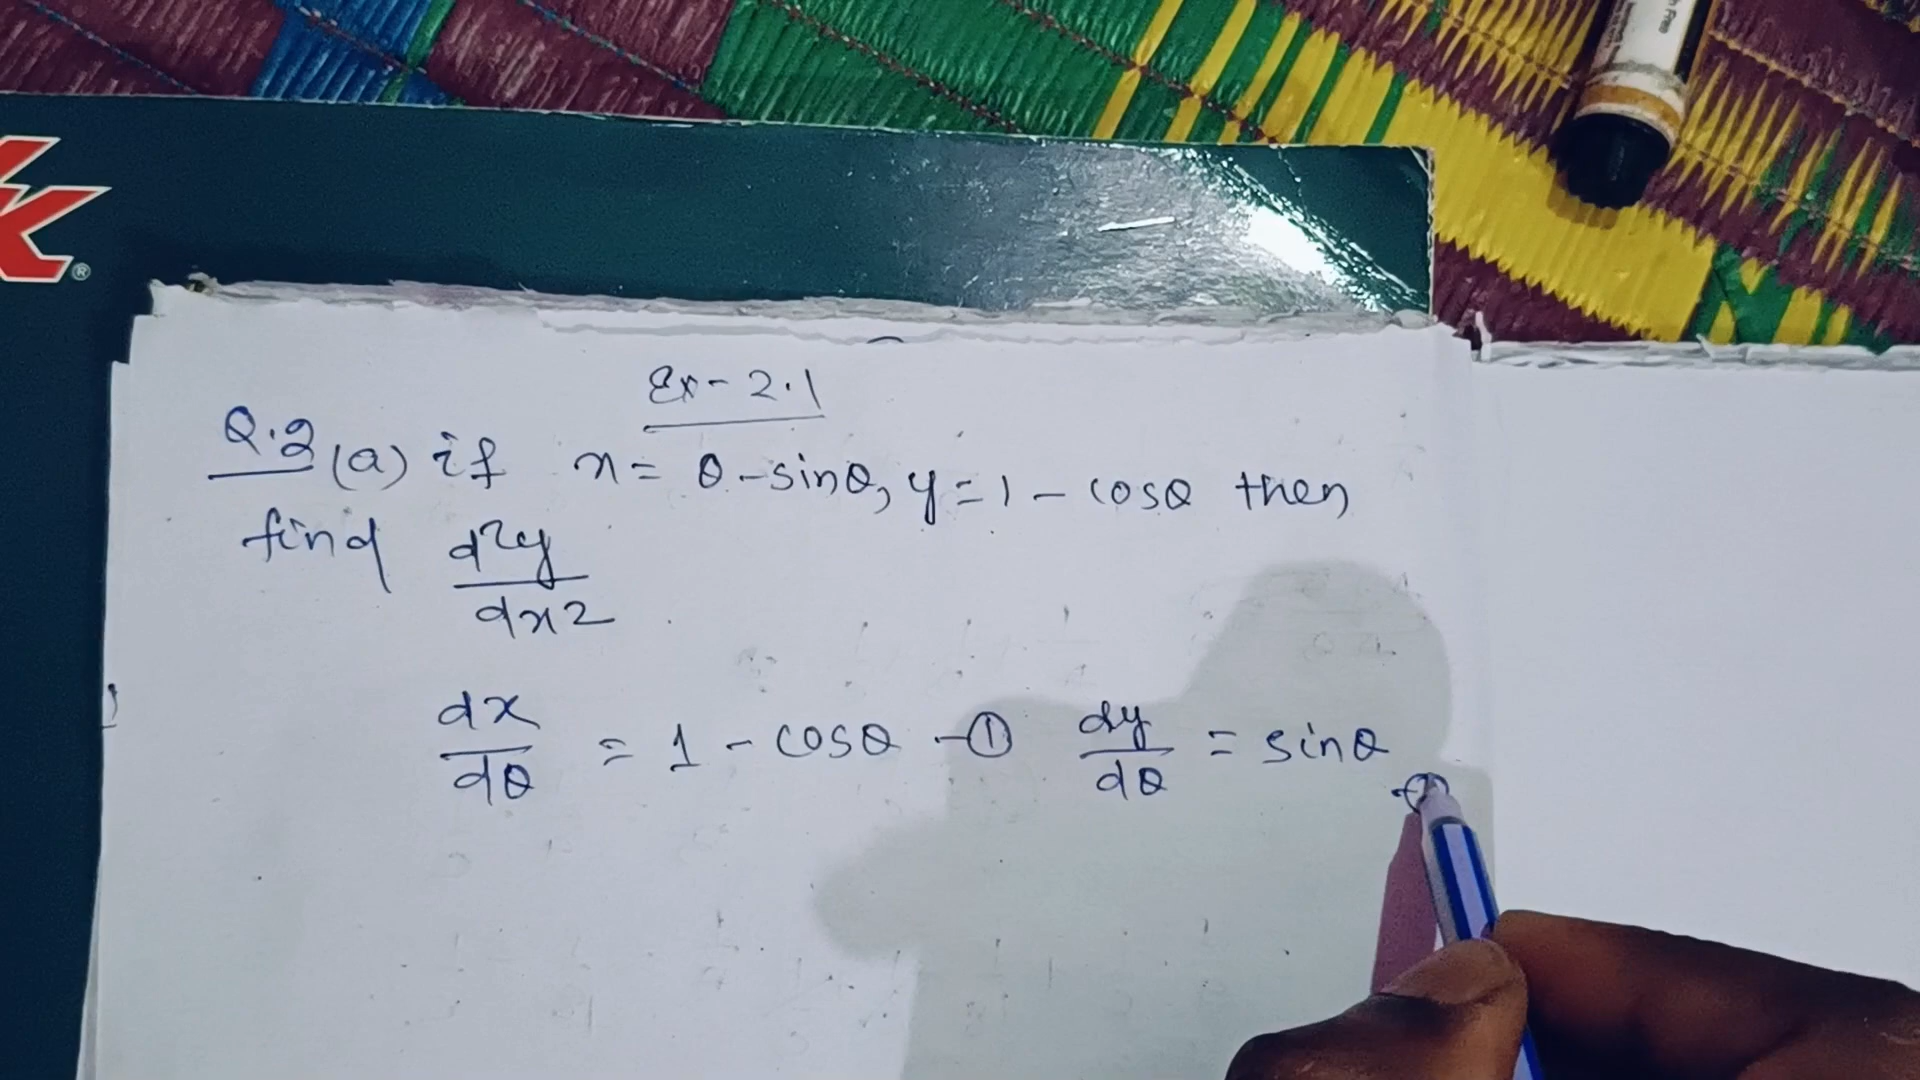 Ex-2.1
Q.2 (a) if x = θ - sinθ, y = 1 - cosθ then
find d²y/dx2
dx/dθ = 1 - cosθ -① dy/dθ = sinθ